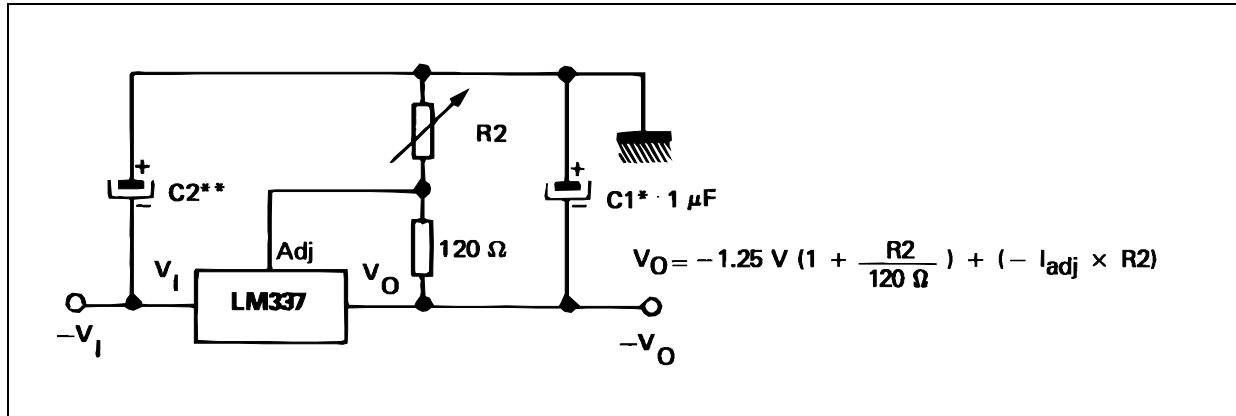 R2
C2**
+
−
+
−
C1* · 1 μF
120 Ω
Adj
V_I
V_O
LM337
−V_I
−V_O
V_O = −1.25 V (1 + R2 / 120 Ω) + (− I_adj × R2)